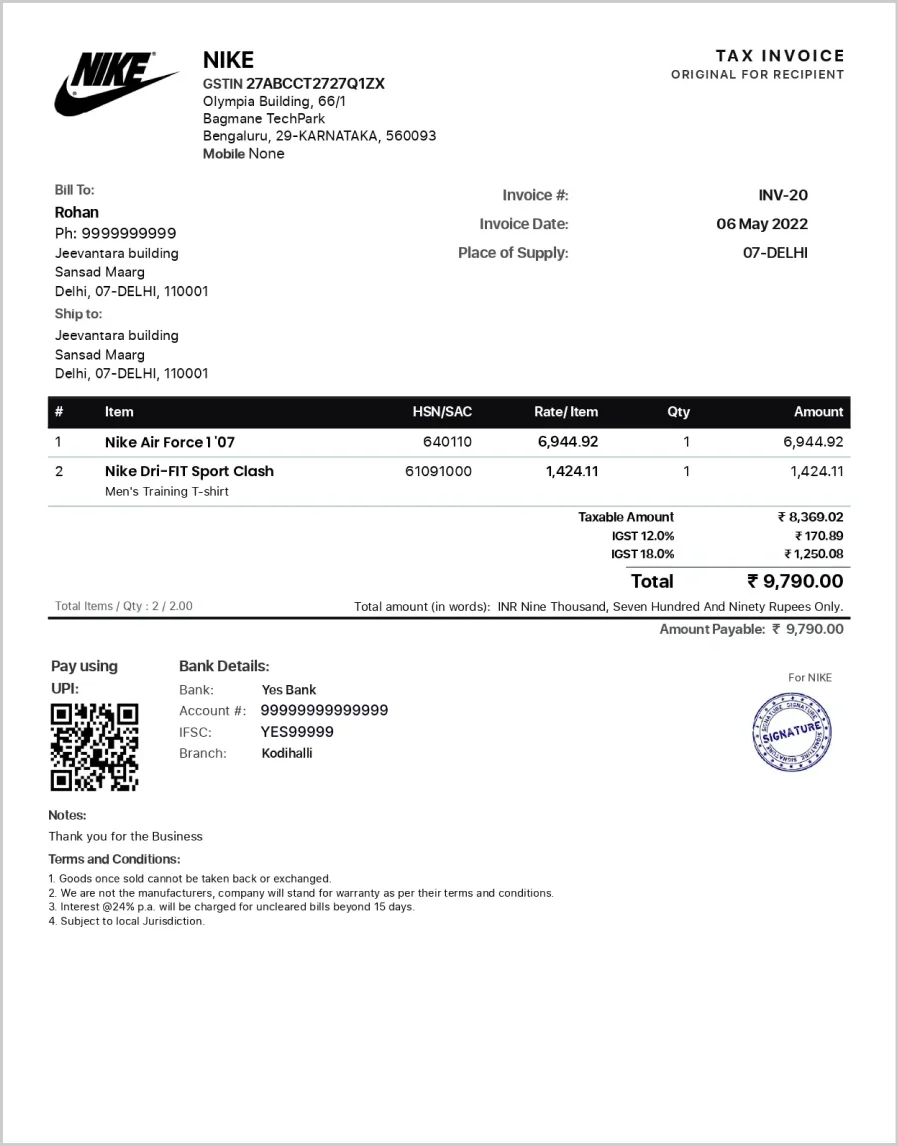 NIKE
NIKE
GSTIN 27ABCCT2727Q1ZX
Olympia Building, 66/1
Bagmane TechPark
Bengaluru, 29-KARNATAKA, 560093
Mobile None
TAX INVOICE
ORIGINAL FOR RECIPIENT
Bill To:
Rohan
Ph: 9999999999
Jeevantara building
Sansad Maarg
Delhi, 07-DELHI, 110001
Ship to:
Jeevantara building
Sansad Maarg
Delhi, 07-DELHI, 110001
Invoice #: INV-20
Invoice Date: 06 May 2022
Place of Supply: 07-DELHI
# Item HSN/SAC Rate/ Item Qty Amount
1 Nike Air Force 1 '07 640110 6,944.92 1 6,944.92
2 Nike Dri-FIT Sport Clash 61091000 1,424.11 1 1,424.11
Men's Training T-shirt
Taxable Amount ₹ 8,369.02
IGST 12.0% ₹ 170.89
IGST 18.0% ₹ 1,250.08
Total ₹ 9,790.00
Total Items / Qty : 2 / 2.00 Total amount (in words): INR Nine Thousand, Seven Hundred And Ninety Rupees Only.
Amount Payable: ₹ 9,790.00
Pay using
UPI:
Bank Details:
Bank: Yes Bank
Account #: 99999999999999
IFSC: YES99999
Branch: Kodihalli
For NIKE
SIGNATURE SIGNATURE
SIGNATURE
SIGNATURE
SIGNATURE
SIGNATURE
Notes:
Thank you for the Business
Terms and Conditions:
1. Goods once sold cannot be taken back or exchanged.
2. We are not the manufacturers, company will stand for warranty as per their terms and conditions.
3. Interest @24% p.a. will be charged for uncleared bills beyond 15 days.
4. Subject to local Jurisdiction.